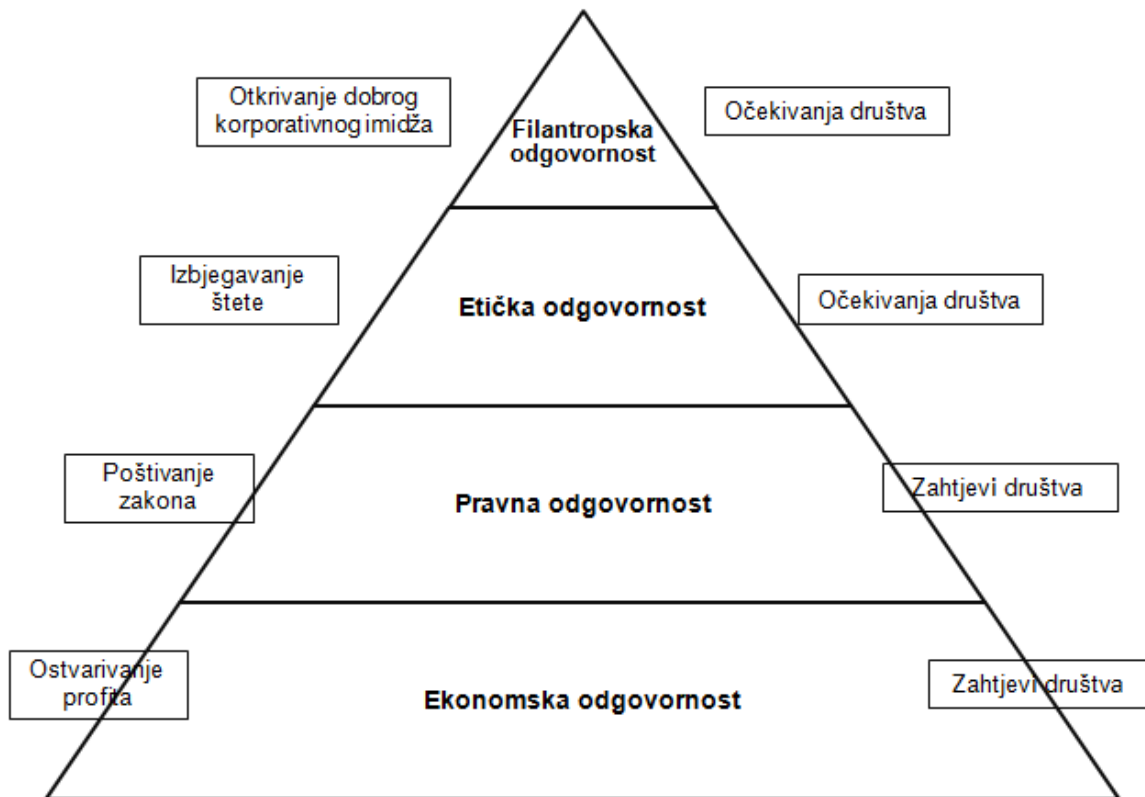 Otkrivanje dobrog
korporativnog imidža
Filantropska
odgovornost
Očekivanja društva
Izbjegavanje
štete
Etička odgovornost
Očekivanja društva
Poštivanje
zakona
Pravna odgovornost
Zahtjevi društva
Ostvarivanje
profita
Ekonomska odgovornost
Zahtjevi društva